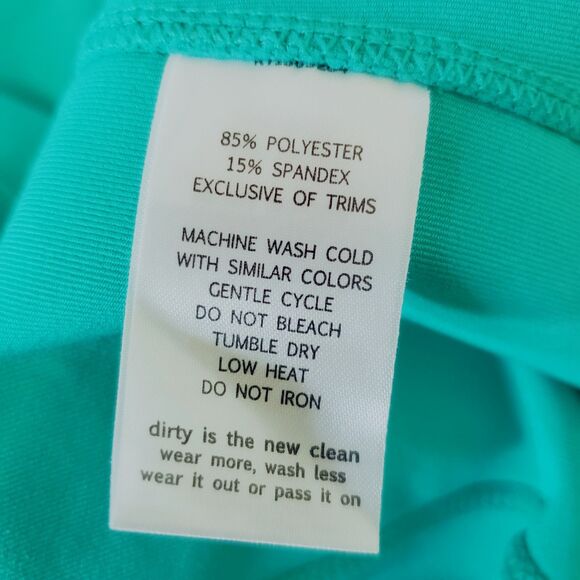 85% POLYESTER
15% SPANDEX
EXCLUSIVE OF TRIMS
MACHINE WASH COLD
WITH SIMILAR COLORS
GENTLE CYCLE
DO NOT BLEACH
TUMBLE DRY
LOW HEAT
DO NOT IRON
dirty is the new clean
wear more, wash less
wear it out or pass it on